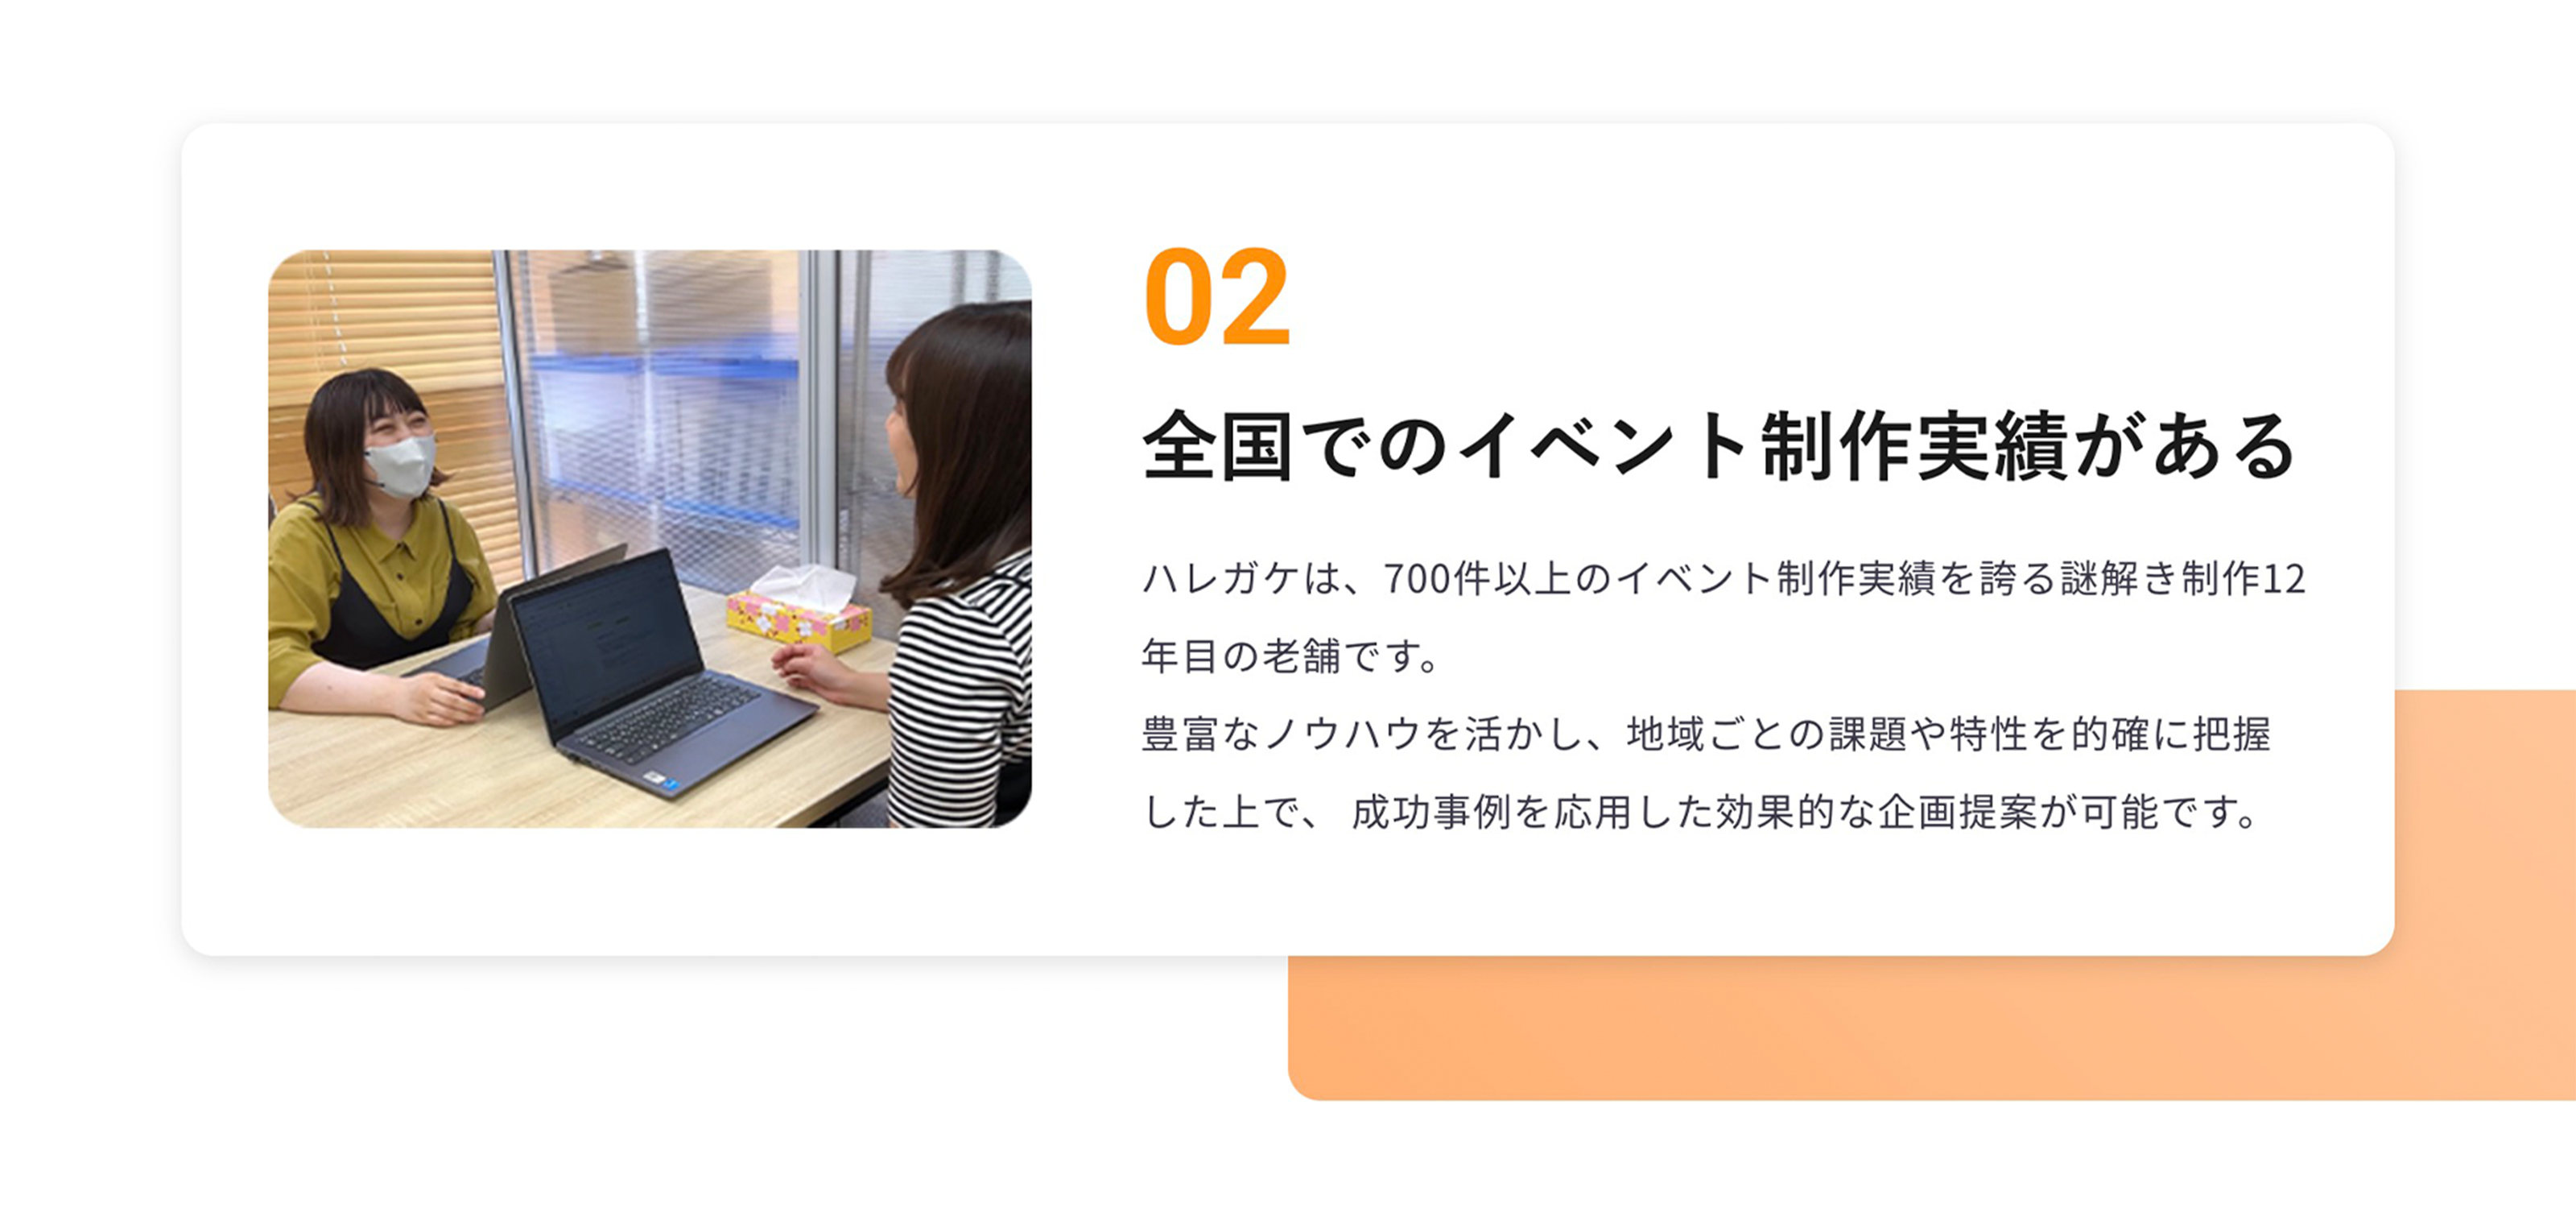 02
全国でのイベント制作実績がある
ハレガケは、700件以上のイベント制作実績を誇る謎解き制作12
年目の老舗です。
豊富なノウハウを活かし、地域ごとの課題や特性を的確に把握
した上で、 成功事例を応用した効果的な企画提案が可能です。